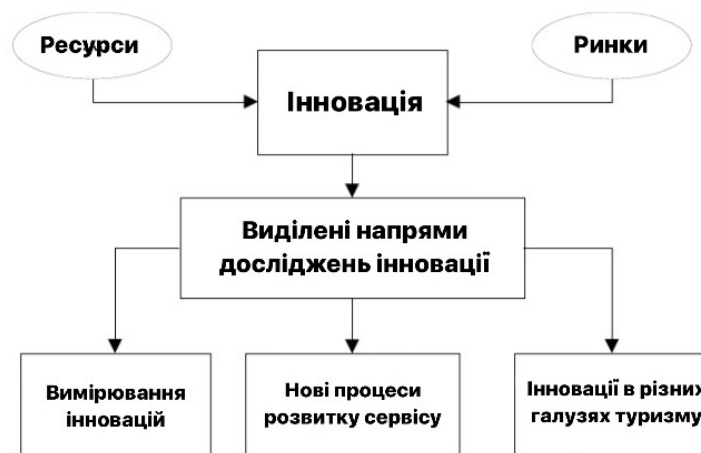 Ресурси
Ринки
Інновація
Виділені напрями
досліджень інновації
Вимірювання
інновацій
Нові процеси
розвитку сервісу
Інновації в різних
галузях туризму